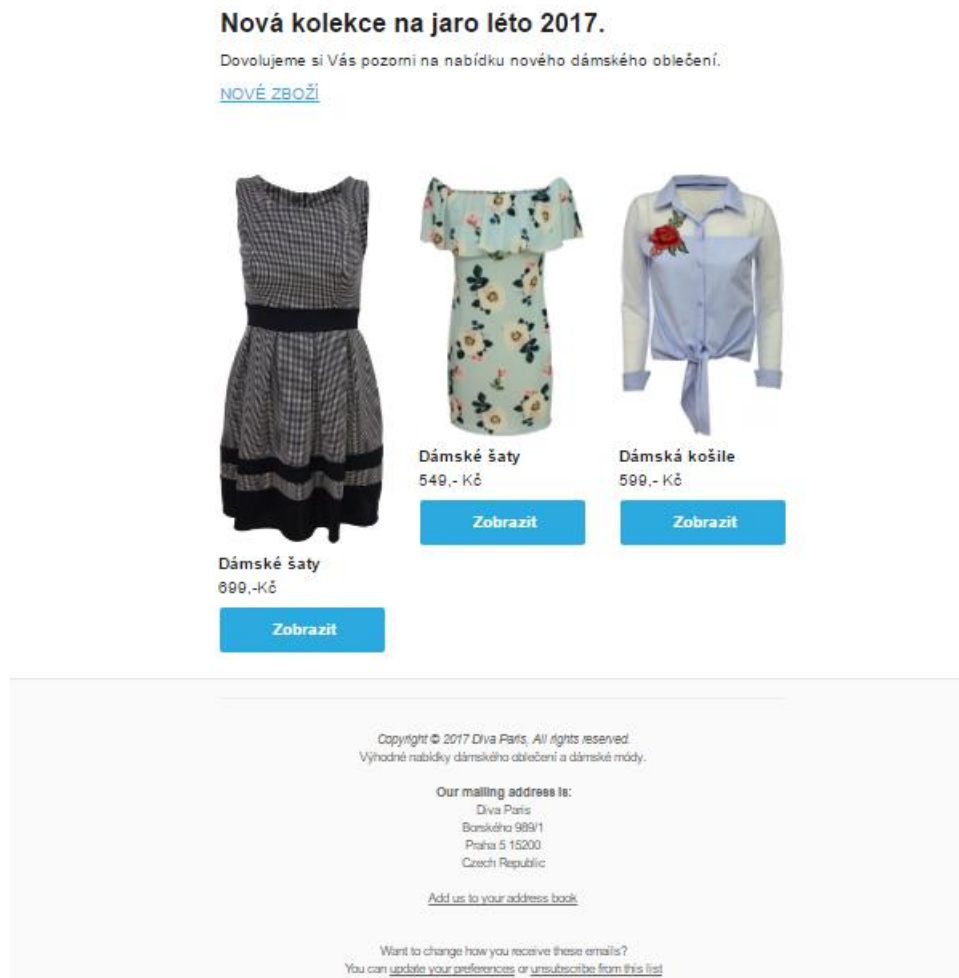 Nová kolekce na jaro léto 2017.
Dovolujeme si Vás pozorni na nabídku nového dámského oblečení.
NOVÉ ZBOŽÍ
Dámské šaty
699,-Kč
Zobrazit
Dámské šaty
549,- Kč
Zobrazit
Dámská košile
599,- Kč
Zobrazit
Copyright © 2017 Diva Paris, All rights reserved.
Výhodné nabídky dámského oblečení a dámské módy.
Our mailing address is:
Diva Paris
Borského 989/1
Praha 5 15200
Czech Republic
Add us to your address book
Want to change how you receive these emails?
You can update your preferences or unsubscribe from this list